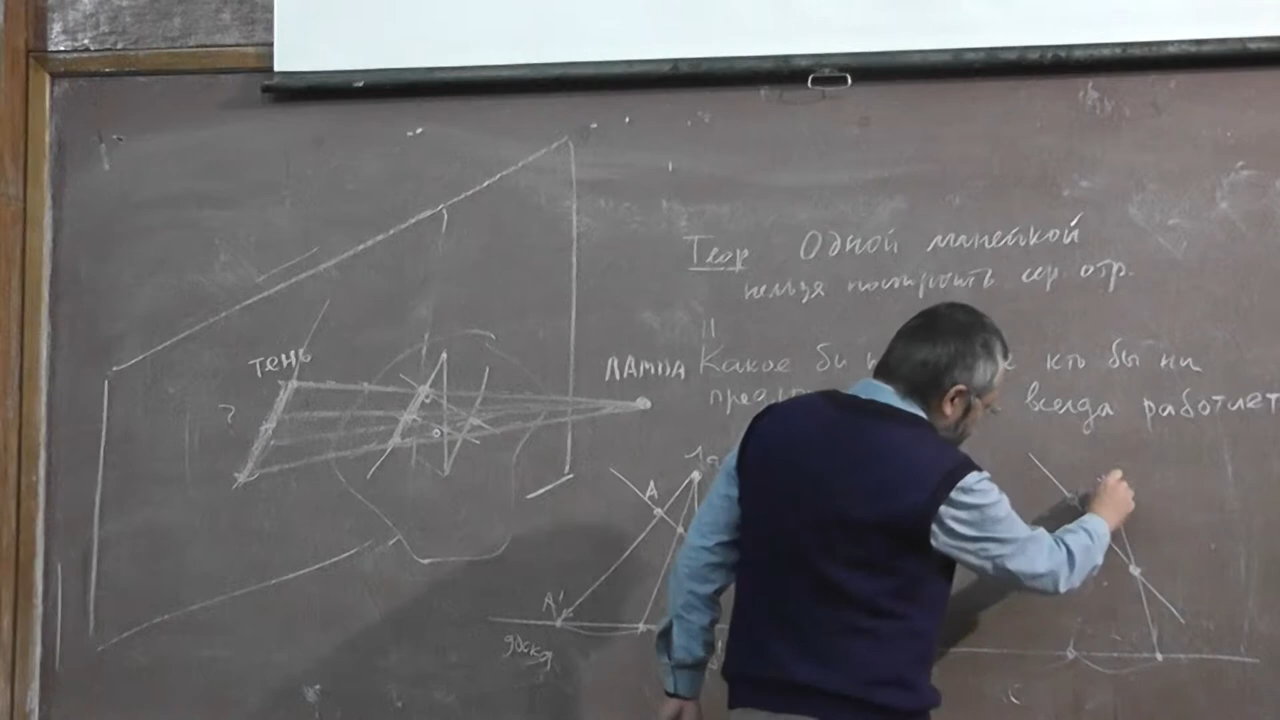 Теор Одной линейкой
нельзя построить сер. отр.
Какое бы кто бы ни
всегда работает
тень
?
ЛАМПА
A
A'
доска